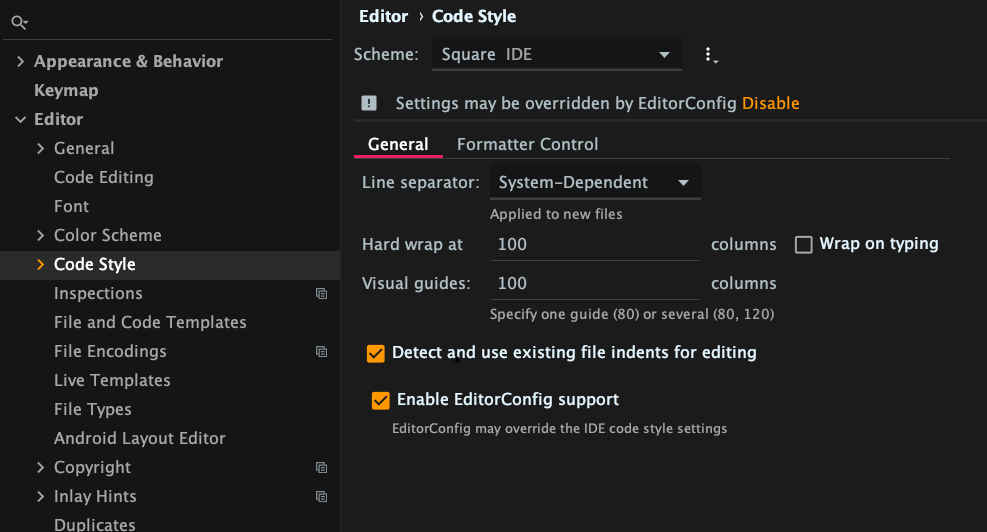 Appearance & Behavior
Keymap
Editor
General
Code Editing
Font
Color Scheme
Code Style
Inspections
File and Code Templates
File Encodings
Live Templates
File Types
Android Layout Editor
Copyright
Inlay Hints
Duplicates
Editor › Code Style
Scheme: Square IDE
Settings may be overridden by EditorConfig Disable
General Formatter Control
Line separator: System-Dependent
Applied to new files
Hard wrap at 100 columns Wrap on typing
Visual guides: 100 columns
Specify one guide (80) or several (80, 120)
Detect and use existing file indents for editing
Enable EditorConfig support
EditorConfig may override the IDE code style settings